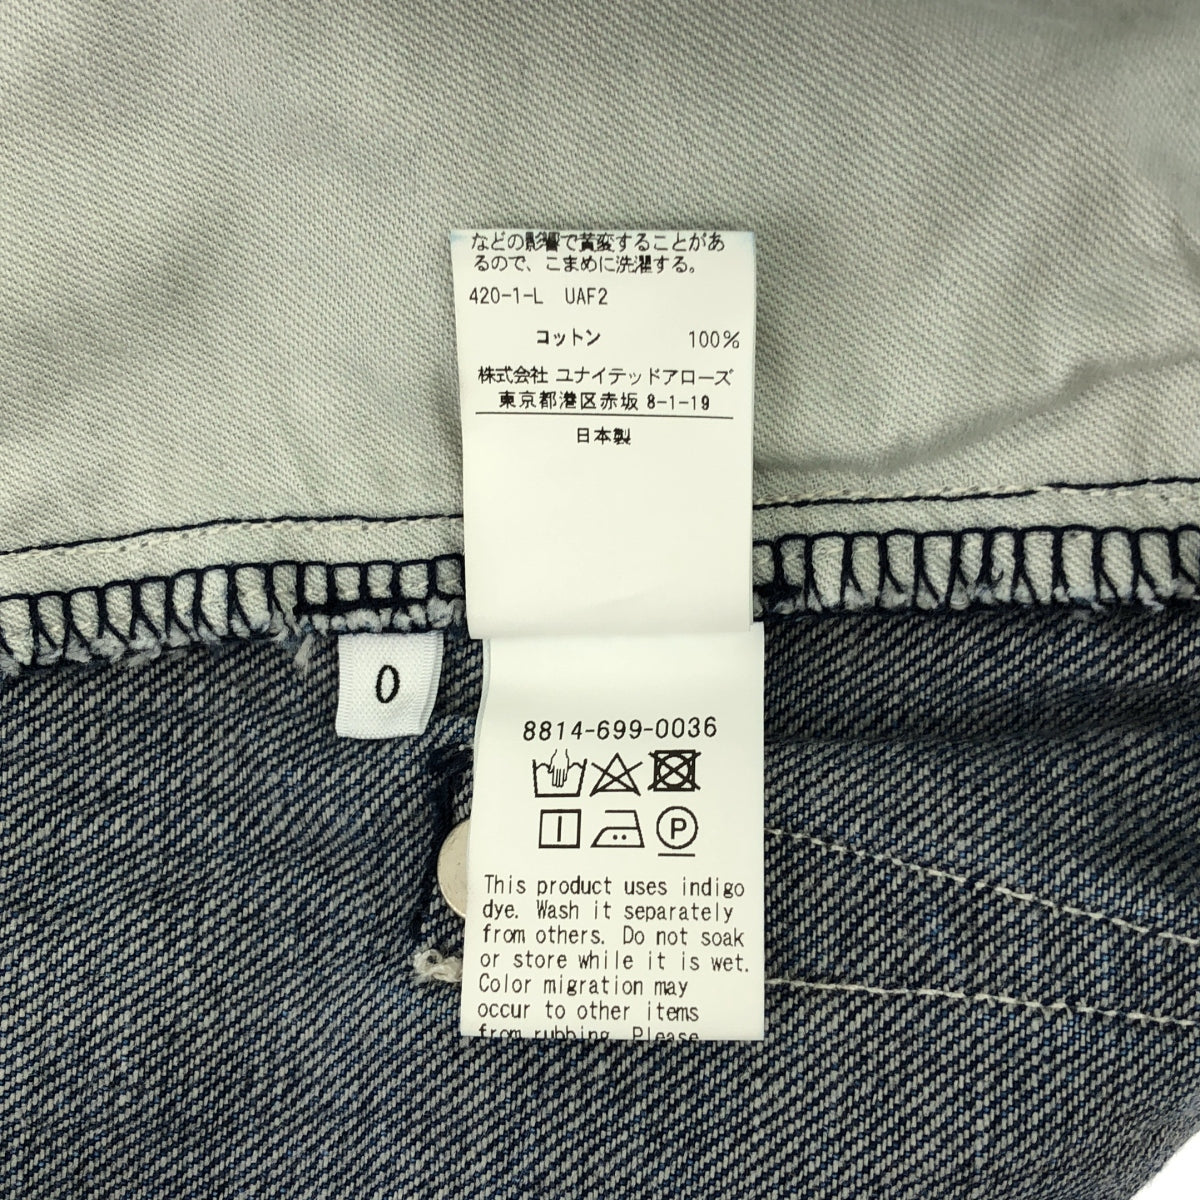 などの影響で黄変することがあ
るので、こまめに洗濯する。
420-1-L UAF2
コットン 100%
株式会社 ユナイテッドアローズ
東京都港区赤坂 8-1-19
日本製
0
8814-699-0036
P
This product uses indigo
dye. Wash it separately
from others. Do not soak
or store while it is wet.
Color migration may
occur to other items
from rubbing. Please